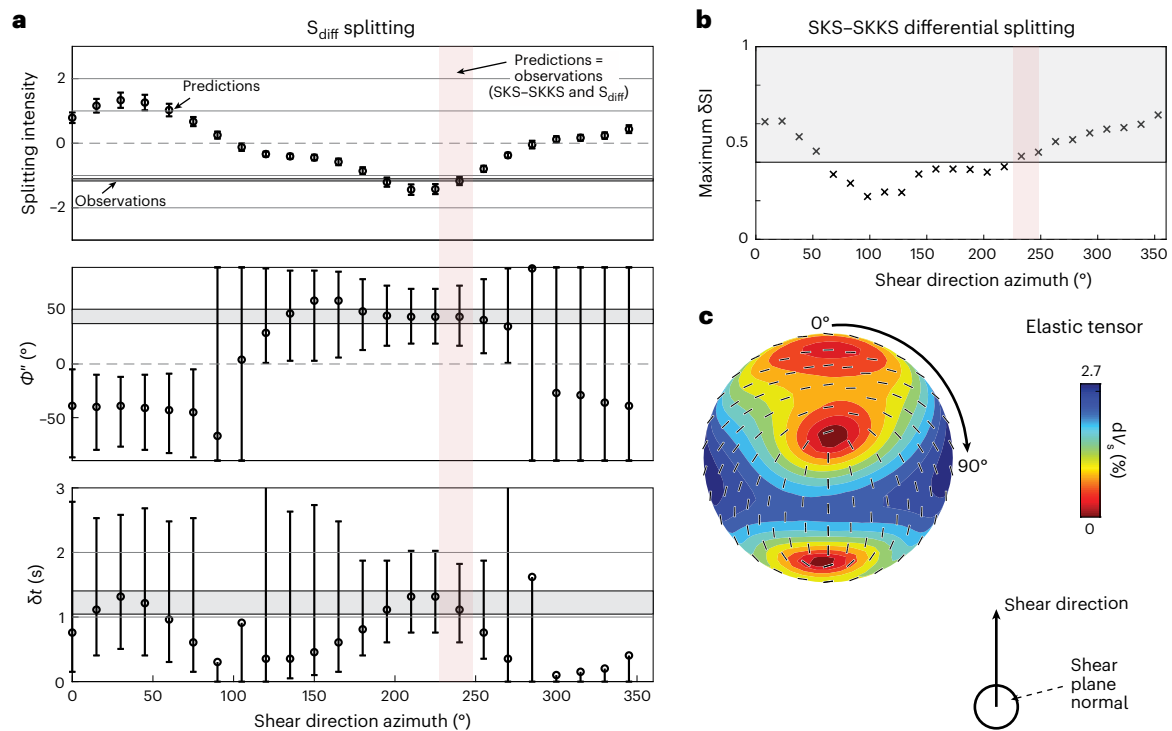 a
S_diff splitting
2
0
−2
Splitting intensity
Predictions
Predictions =
observations
(SKS–SKKS and S_diff)
Observations
50
0
−50
Φ″ (°)
3
2
1
0
δt (s)
0
50
100
150
200
250
300
350
Shear direction azimuth (°)
b
SKS–SKKS differential splitting
1
0.5
0
Maximum δSI
0
50
100
150
200
250
300
350
Shear direction azimuth (°)
c
0°
90°
Elastic tensor
2.7
dV_s (%)
0
Shear direction
Shear
plane
normal